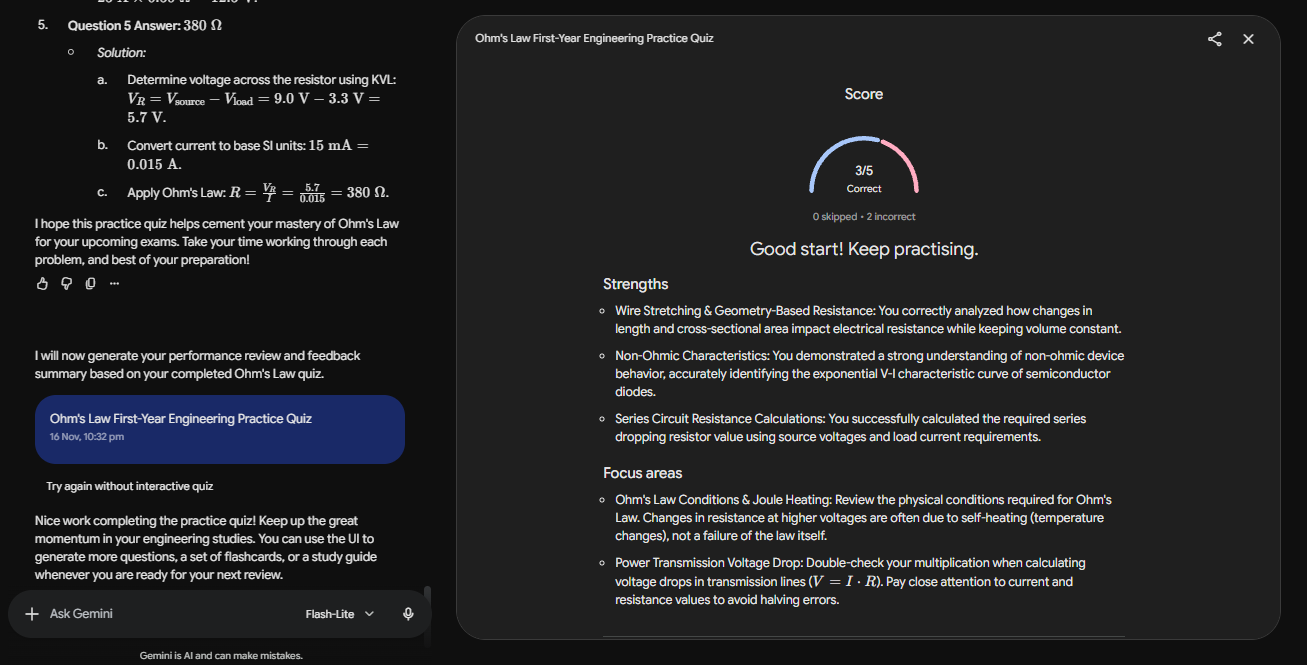 5. Question 5 Answer: 380 Ω
Solution:
a. Determine voltage across the resistor using KVL:
V_R = V_source − V_load = 9.0 V − 3.3 V =
5.7 V.
b. Convert current to base SI units: 15 mA =
0.015 A.
c. Apply Ohm's Law: R = V_R/I = 5.7/0.015 = 380 Ω.
I hope this practice quiz helps cement your mastery of Ohm's Law
for your upcoming exams. Take your time working through each
problem, and best of your preparation!
I will now generate your performance review and feedback
summary based on your completed Ohm's Law quiz.
Ohm's Law First-Year Engineering Practice Quiz
16 Nov, 10:32 pm
Try again without interactive quiz
Nice work completing the practice quiz! Keep up the great
momentum in your engineering studies. You can use the UI to
generate more questions, a set of flashcards, or a study guide
whenever you are ready for your next review.
Ask Gemini
Flash-Lite
Gemini is AI and can make mistakes.
Ohm's Law First-Year Engineering Practice Quiz
Score
3/5
Correct
0 skipped • 2 incorrect
Good start! Keep practising.
Strengths
Wire Stretching & Geometry-Based Resistance: You correctly analyzed how changes in
length and cross-sectional area impact electrical resistance while keeping volume constant.
Non-Ohmic Characteristics: You demonstrated a strong understanding of non-ohmic device
behavior, accurately identifying the exponential V-I characteristic curve of semiconductor
diodes.
Series Circuit Resistance Calculations: You successfully calculated the required series
dropping resistor value using source voltages and load current requirements.
Focus areas
Ohm's Law Conditions & Joule Heating: Review the physical conditions required for Ohm's
Law. Changes in resistance at higher voltages are often due to self-heating (temperature
changes), not a failure of the law itself.
Power Transmission Voltage Drop: Double-check your multiplication when calculating
voltage drops in transmission lines (V = I · R). Pay close attention to current and
resistance values to avoid halving errors.